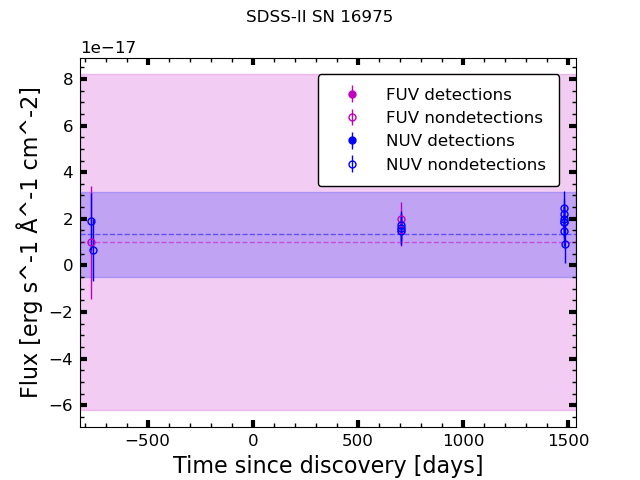 SDSS-II SN 16975
1e−17
8
6
4
2
0
−2
−4
−6
Flux [erg s^-1 Å^-1 cm^-2]
FUV detections
FUV nondetections
NUV detections
NUV nondetections
−500
0
500
1000
1500
Time since discovery [days]